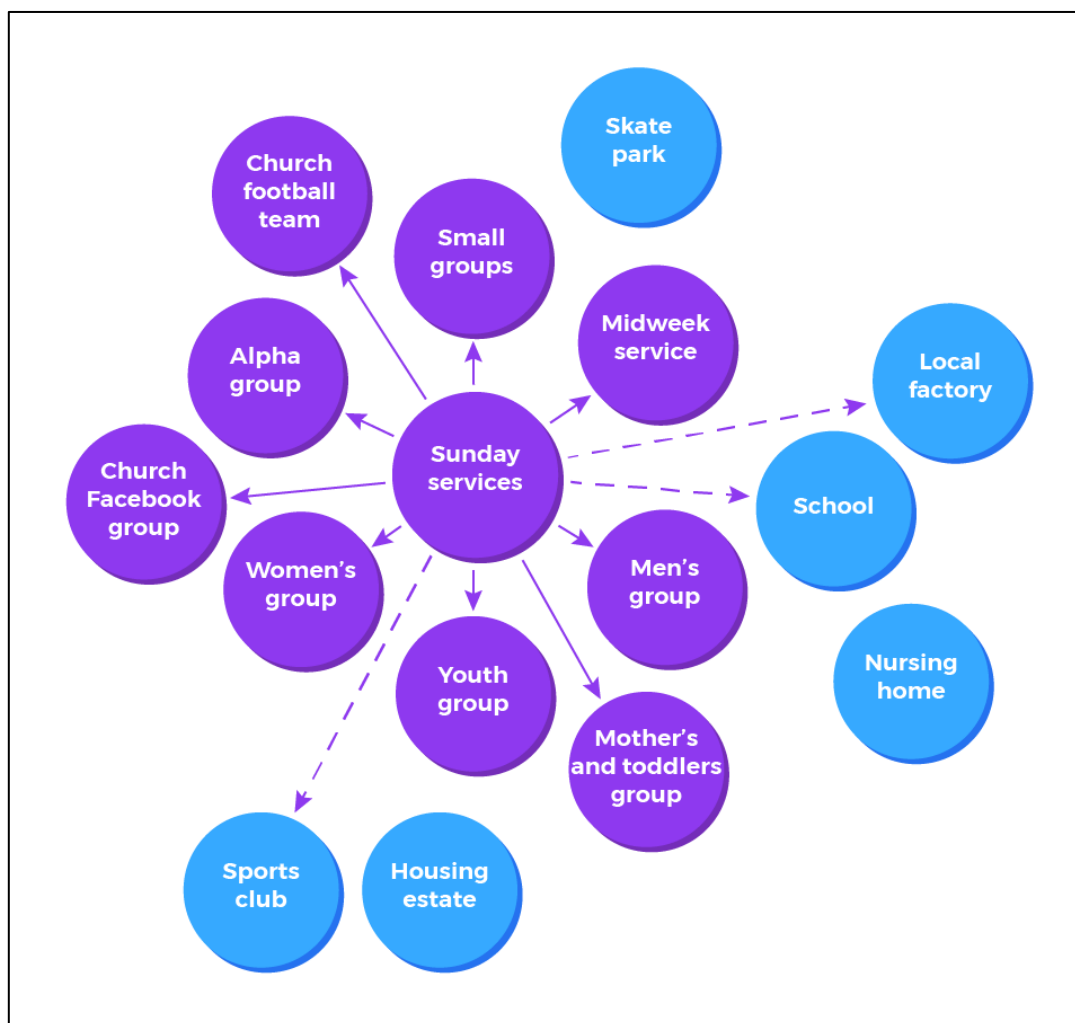 Skate
park
Church
football
team
Small
groups
Midweek
service
Alpha
group
Local
factory
Sunday
services
Church
Facebook
group
School
Women’s
group
Men’s
group
Youth
group
Nursing
home
Mother’s
and toddlers
group
Sports
club
Housing
estate